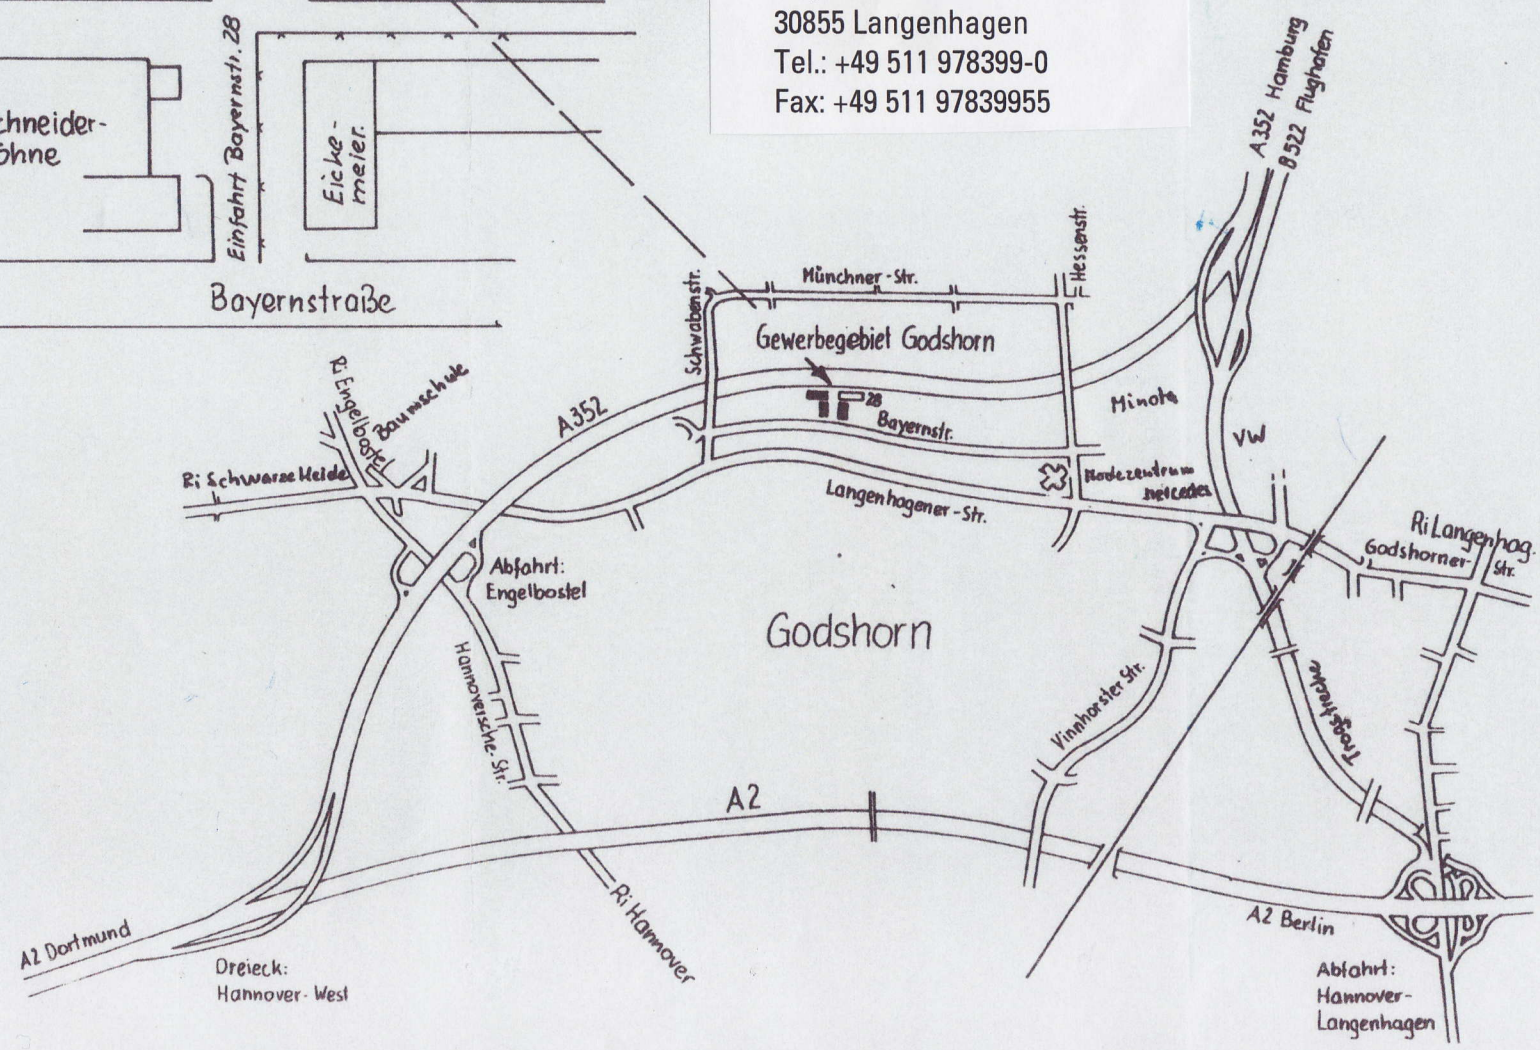 30855 Langenhagen
Tel.: +49 511 978399-0
Fax: +49 511 97839955
A352 Hamburg
B522 Flughafen
Einfahrt Bayernstr. 28
chneider-
öhne
Eicke-
meier.
Bayernstraße
Hessenstr.
Münchner-Str.
Schwabenstr.
Gewerbegebiet Godshorn
28
Bayernstr.
Minota
VW
Ri Engelbostel
Baumschule
A352
Ri Schwarze Heide
Langenhagener-Str.
Modezentrum
Mercedes
Ri Langenhag.
Godshorner-
Str.
Abfahrt:
Engelbostel
Godshorn
Hannoversche-Str.
Vinnhorster Str.
Trogstrecke
A2
Ri Hannover
A2 Dortmund
Dreieck:
Hannover-West
A2 Berlin
Abfahrt:
Hannover-
Langenhagen